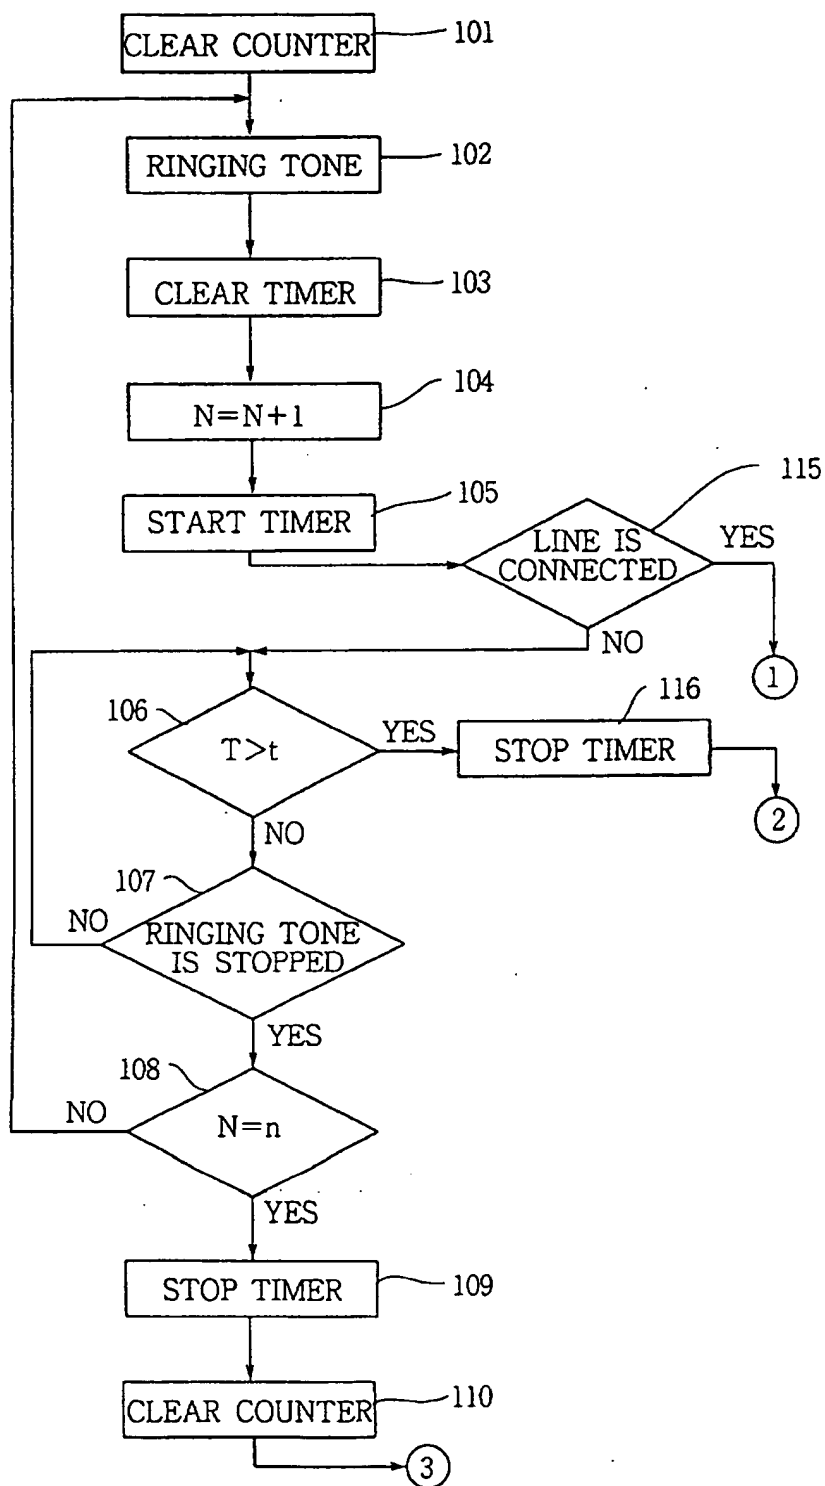 CLEAR COUNTER
101
RINGING TONE
102
CLEAR TIMER
103
N=N+1
104
START TIMER
105
LINE IS
CONNECTED
115
YES
NO
1
106
T>t
YES
STOP TIMER
116
2
NO
107
RINGING TONE
IS STOPPED
NO
YES
108
N=n
NO
YES
STOP TIMER
109
CLEAR COUNTER
110
3